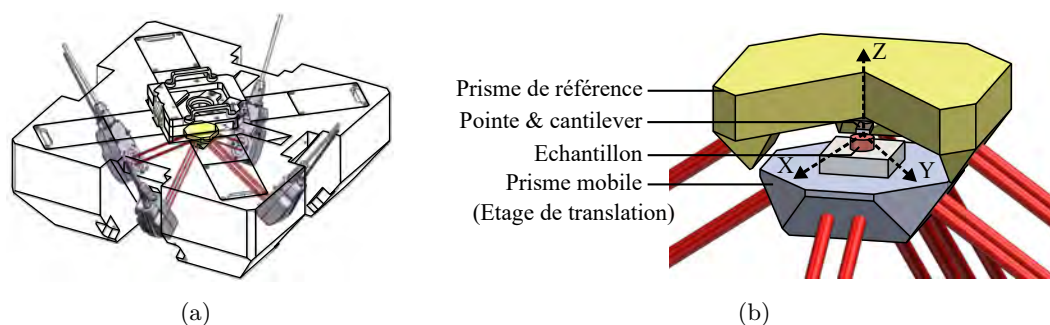 Z
Prisme de référence
Pointe & cantilever
Echantillon
X
Y
Prisme mobile
(Etage de translation)
(a)
(b)